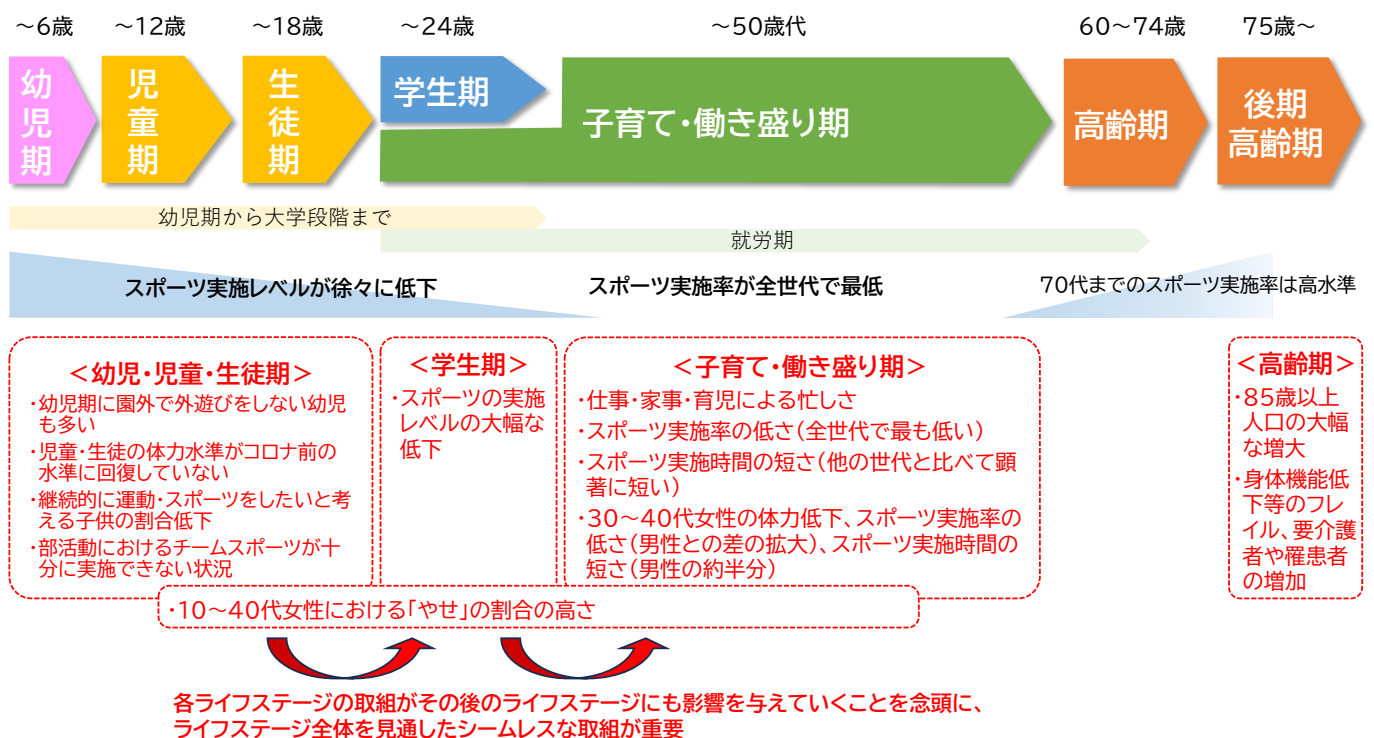 ~6歳
~12歳
~18歳
~24歳
~50歳代
60~74歳
75歳~
幼児期
児童期
生徒期
学生期
子育て・働き盛り期
高齢期
後期
高齢期
幼児期から大学段階まで
就労期
スポーツ実施レベルが徐々に低下
スポーツ実施率が全世代で最低
70代までのスポーツ実施率は高水準
<幼児・児童・生徒期>
・幼児期に園外で外遊びをしない幼児
も多い
・児童・生徒の体力水準がコロナ前の
水準に回復していない
・継続的に運動・スポーツをしたいと考
える子供の割合低下
・部活動におけるチームスポーツが十
分に実施できない状況
<学生期>
・スポーツの実施
レベルの大幅な
低下
<子育て・働き盛り期>
・仕事・家事・育児による忙しさ
・スポーツ実施率の低さ(全世代で最も低い)
・スポーツ実施時間の短さ(他の世代と比べて顕
著に短い)
・30~40代女性の体力低下、スポーツ実施率の
低さ(男性との差の拡大)、スポーツ実施時間の
短さ(男性の約半分)
<高齢期>
・85歳以上
人口の大幅
な増大
・身体機能低
下等のフレ
イル、要介護
者や罹患者
の増加
・10~40代女性における「やせ」の割合の高さ
各ライフステージの取組がその後のライフステージにも影響を与えていくことを念頭に、
ライフステージ全体を見通したシームレスな取組が重要